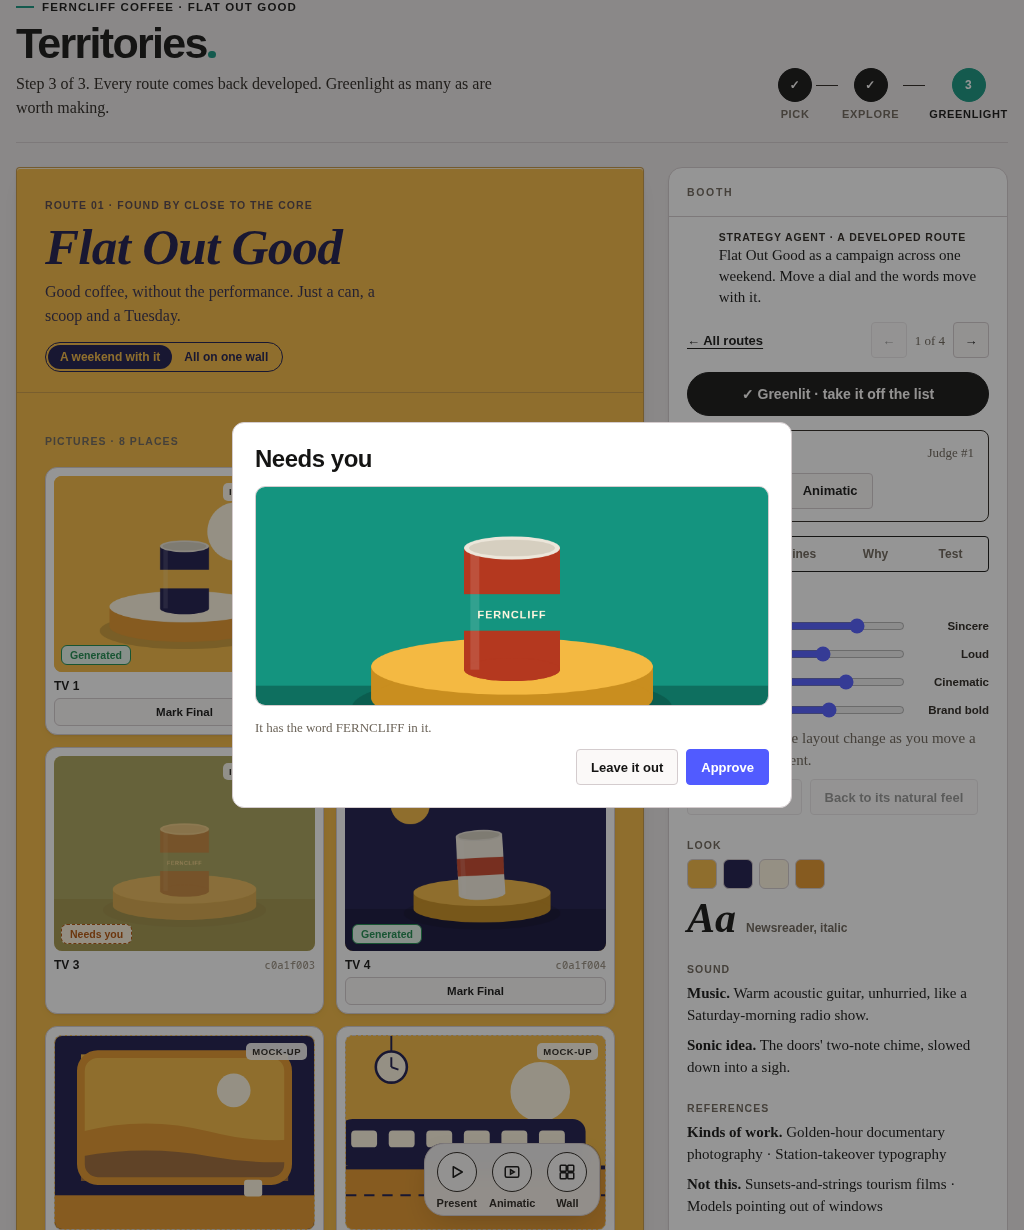 FERNCLIFF COFFEE · FLAT OUT GOOD
Territories.
Step 3 of 3. Every route comes back developed. Greenlight as many as are
worth making.
✓
✓
3
PICK
EXPLORE
GREENLIGHT
ROUTE 01 · FOUND BY CLOSE TO THE CORE
Flat Out Good
Good coffee, without the performance. Just a can, a
scoop and a Tuesday.
A weekend with it
All on one wall
PICTURES · 8 PLACES
Generated
TV 1
Mark Final
FERNCLIFF
Needs you
TV 3
c0a1f003
Generated
TV 4
c0a1f004
Mark Final
MOCK-UP
MOCK-UP
Needs you
FERNCLIFF
It has the word FERNCLIFF in it.
Leave it out
Approve
BOOTH
STRATEGY AGENT · A DEVELOPED ROUTE
Flat Out Good as a campaign across one
weekend. Move a dial and the words move
with it.
← All routes
←
1 of 4
→
✓ Greenlit · take it off the list
Judge #1
Animatic
Why
Test
Sincere
Loud
Cinematic
Brand bold
layout change as you move a
Back to its natural feel
LOOK
Aa
Newsreader, italic
SOUND
Music. Warm acoustic guitar, unhurried, like a
Saturday-morning radio show.
Sonic idea. The doors' two-note chime, slowed
down into a sigh.
REFERENCES
Kinds of work. Golden-hour documentary
photography · Station-takeover typography
Not this. Sunsets-and-strings tourism films ·
Models pointing out of windows
Present
Animatic
Wall